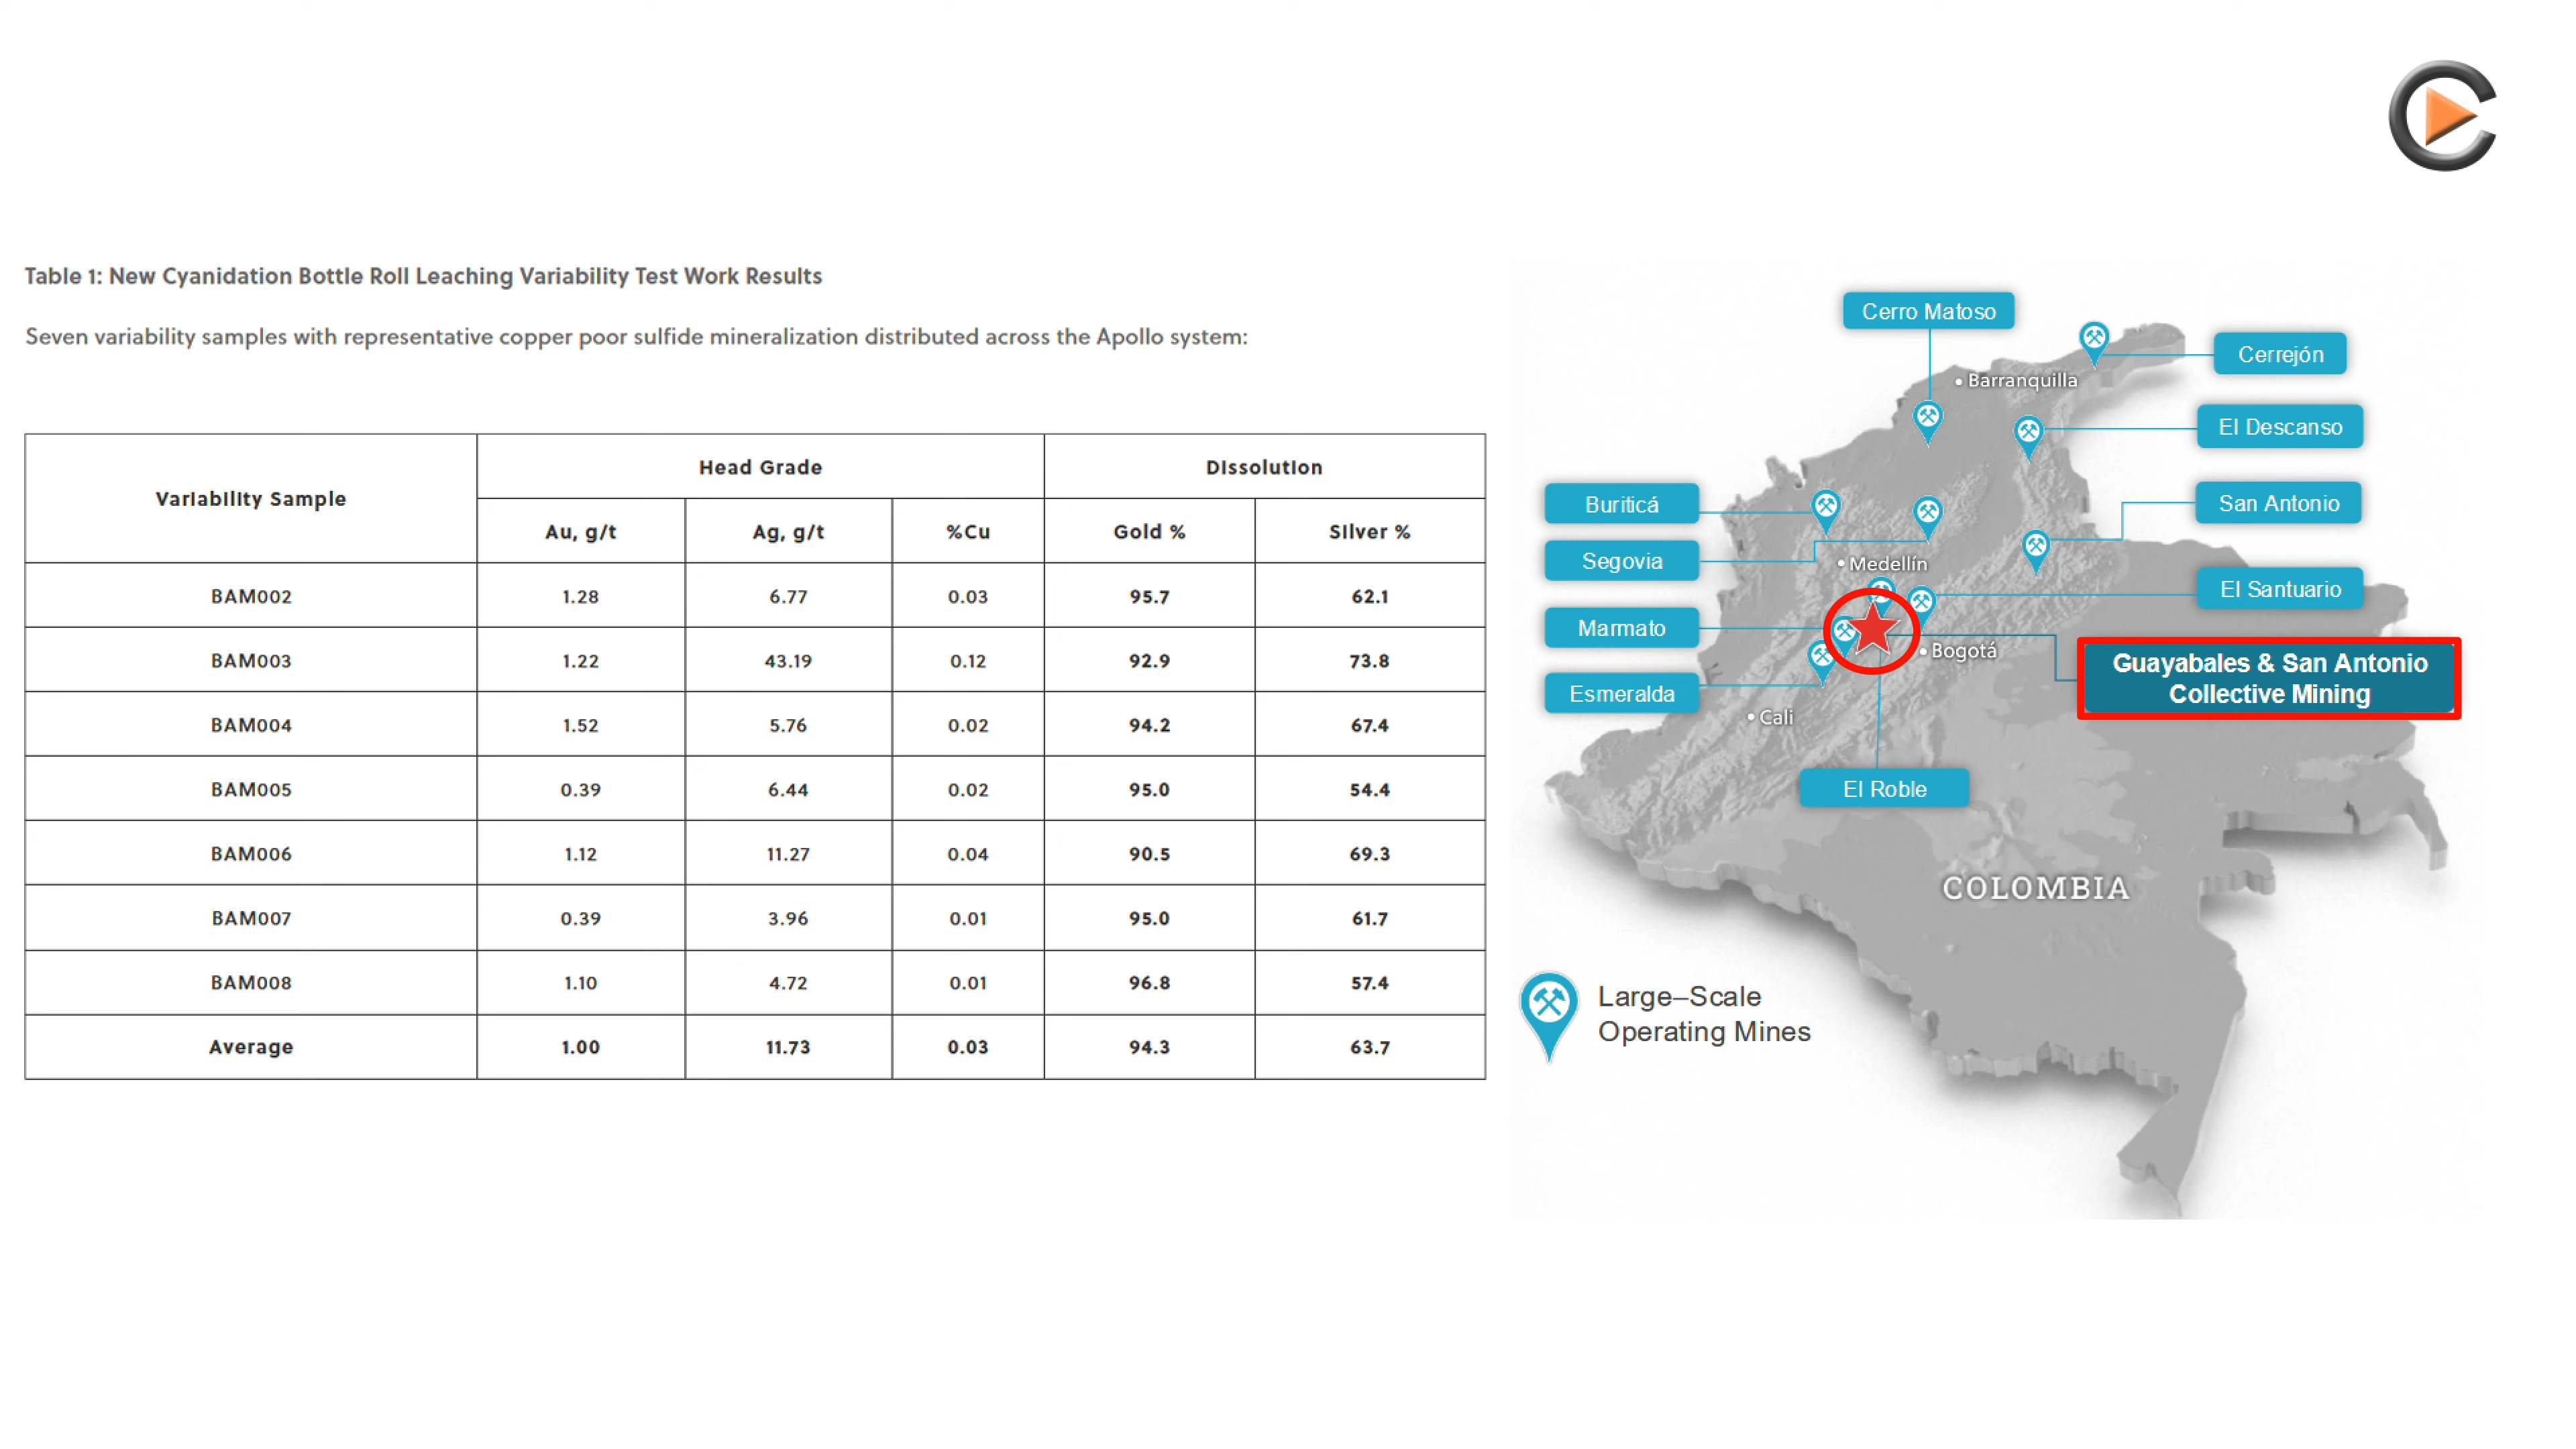 Table 1: New Cyanidation Bottle Roll Leaching Variability Test Work Results
Seven variability samples with representative copper poor sulfide mineralization distributed across the Apollo system:
Variability Sample
Head Grade
Dissolution
Au, g/t
Ag, g/t
%Cu
Gold %
Silver %
BAM002 1.28 6.77 0.03 95.7 62.1
BAM003 1.22 43.19 0.12 92.9 73.8
BAM004 1.52 5.76 0.02 94.2 67.4
BAM005 0.39 6.44 0.02 95.0 54.4
BAM006 1.12 11.27 0.04 90.5 69.3
BAM007 0.39 3.96 0.01 95.0 61.7
BAM008 1.10 4.72 0.01 96.8 57.4
Average 1.00 11.73 0.03 94.3 63.7
Cerro Matoso
Cerrejón
Barranquilla
El Descanso
Buriticá
San Antonio
Segovia
Medellín
El Santuario
Marmato
Bogotá
Guayabales & San Antonio
Collective Mining
Esmeralda
Cali
El Roble
COLOMBIA
Large–Scale
Operating Mines